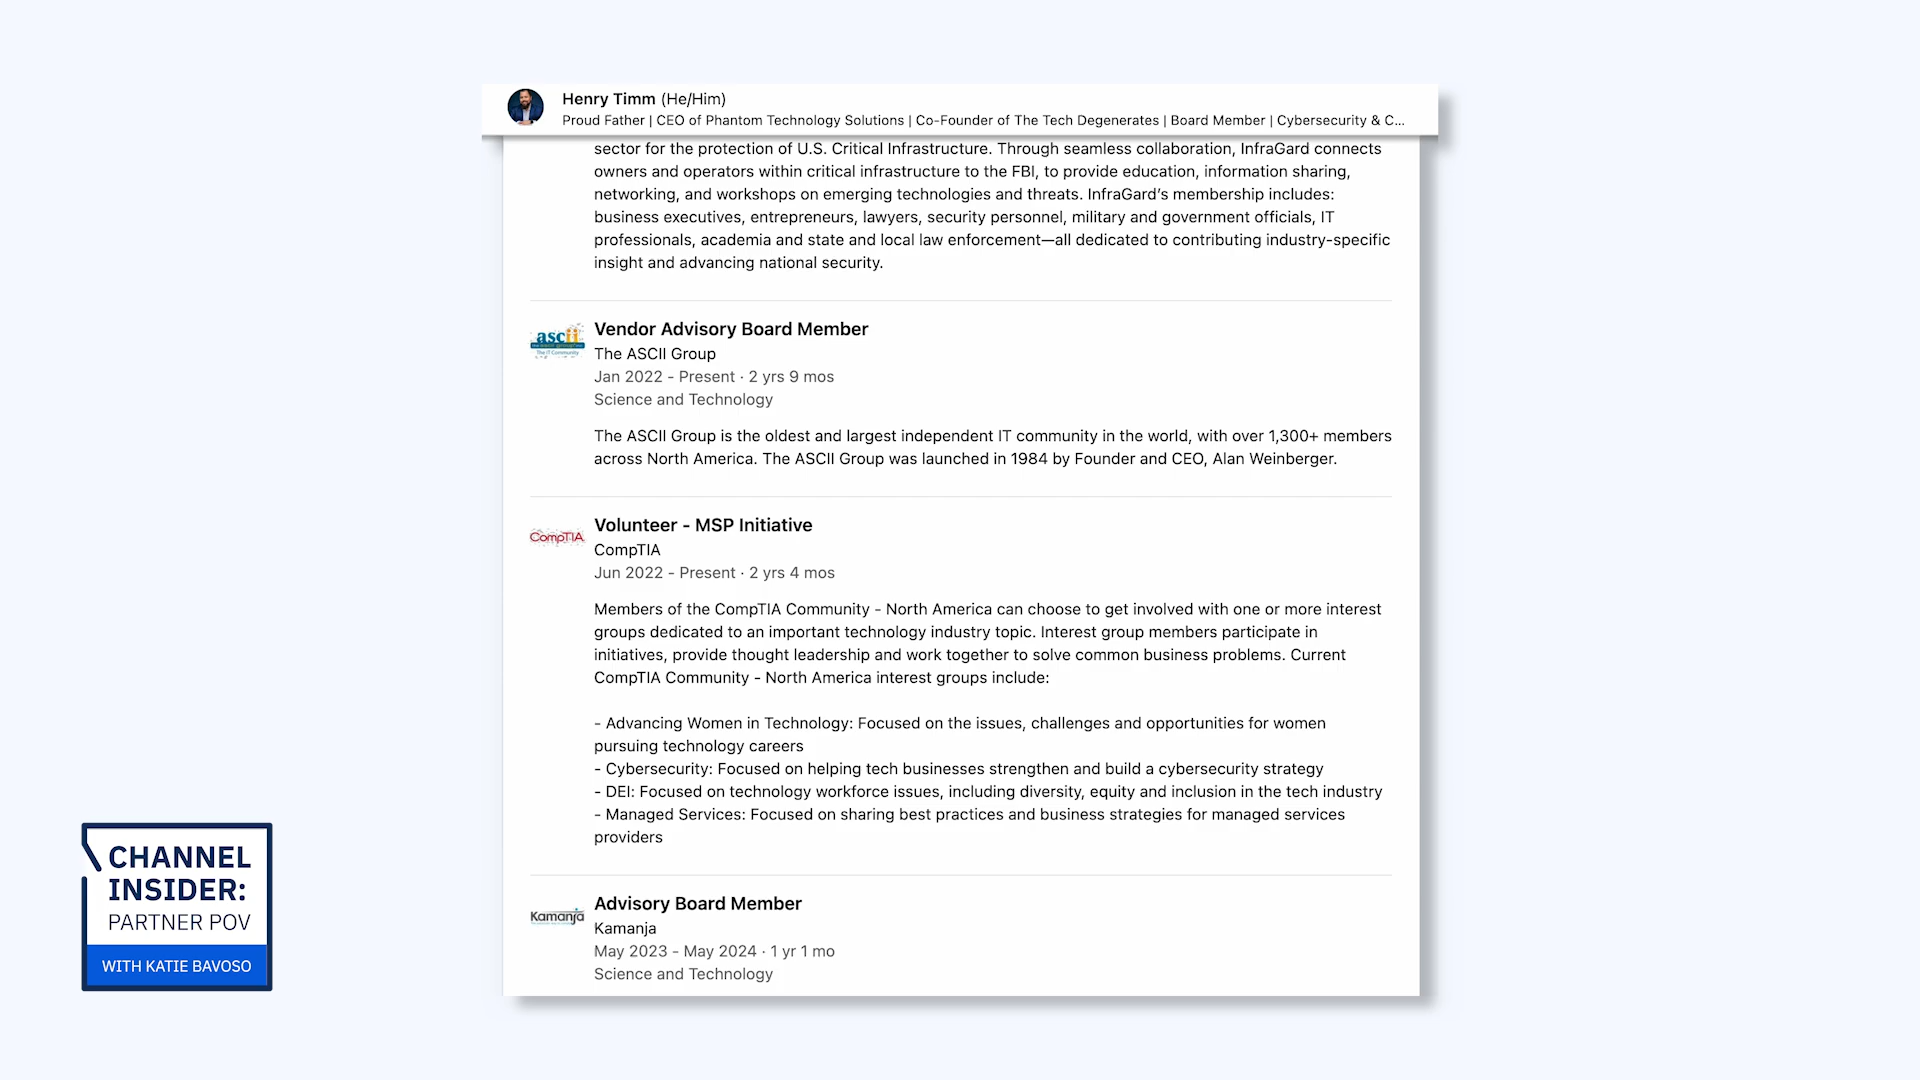 Henry Timm (He/Him)
Proud Father | CEO of Phantom Technology Solutions | Co-Founder of The Tech Degenerates | Board Member | Cybersecurity & C...
sector for the protection of U.S. Critical Infrastructure. Through seamless collaboration, InfraGard connects
owners and operators within critical infrastructure to the FBI, to provide education, information sharing,
networking, and workshops on emerging technologies and threats. InfraGard’s membership includes:
business executives, entrepreneurs, lawyers, security personnel, military and government officials, IT
professionals, academia and state and local law enforcement—all dedicated to contributing industry-specific
insight and advancing national security.
ascii
The IT Community
Vendor Advisory Board Member
The ASCII Group
Jan 2022 - Present · 2 yrs 9 mos
Science and Technology
The ASCII Group is the oldest and largest independent IT community in the world, with over 1,300+ members
across North America. The ASCII Group was launched in 1984 by Founder and CEO, Alan Weinberger.
CompTIA
Volunteer - MSP Initiative
CompTIA
Jun 2022 - Present · 2 yrs 4 mos
Members of the CompTIA Community - North America can choose to get involved with one or more interest
groups dedicated to an important technology industry topic. Interest group members participate in
initiatives, provide thought leadership and work together to solve common business problems. Current
CompTIA Community - North America interest groups include:
- Advancing Women in Technology: Focused on the issues, challenges and opportunities for women
pursuing technology careers
- Cybersecurity: Focused on helping tech businesses strengthen and build a cybersecurity strategy
- DEI: Focused on technology workforce issues, including diversity, equity and inclusion in the tech industry
- Managed Services: Focused on sharing best practices and business strategies for managed services
providers
Kamanja
Advisory Board Member
Kamanja
May 2023 - May 2024 · 1 yr 1 mo
Science and Technology
CHANNEL
INSIDER:
PARTNER POV
WITH KATIE BAVOSO